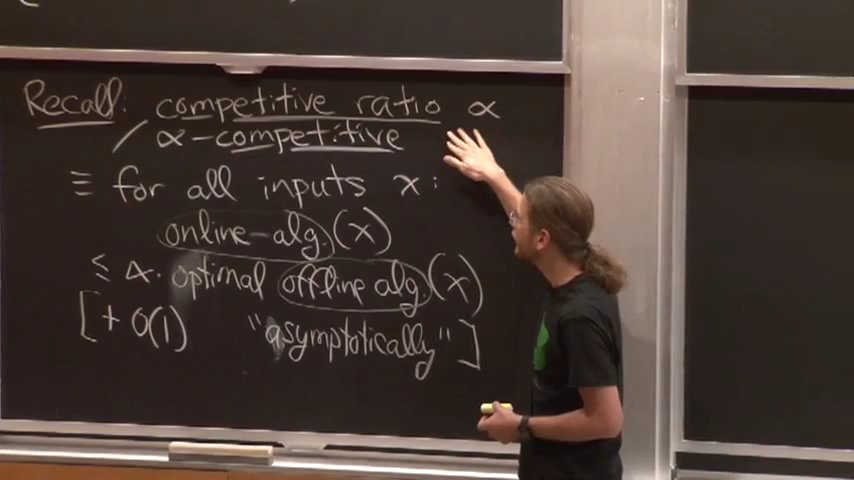 Recall: competitive ratio α
/ α-competitive
≡ for all inputs x:
online-alg.(x)
≤ α· optimal offline alg.(x)
[+ O(1) "asymptotically"]